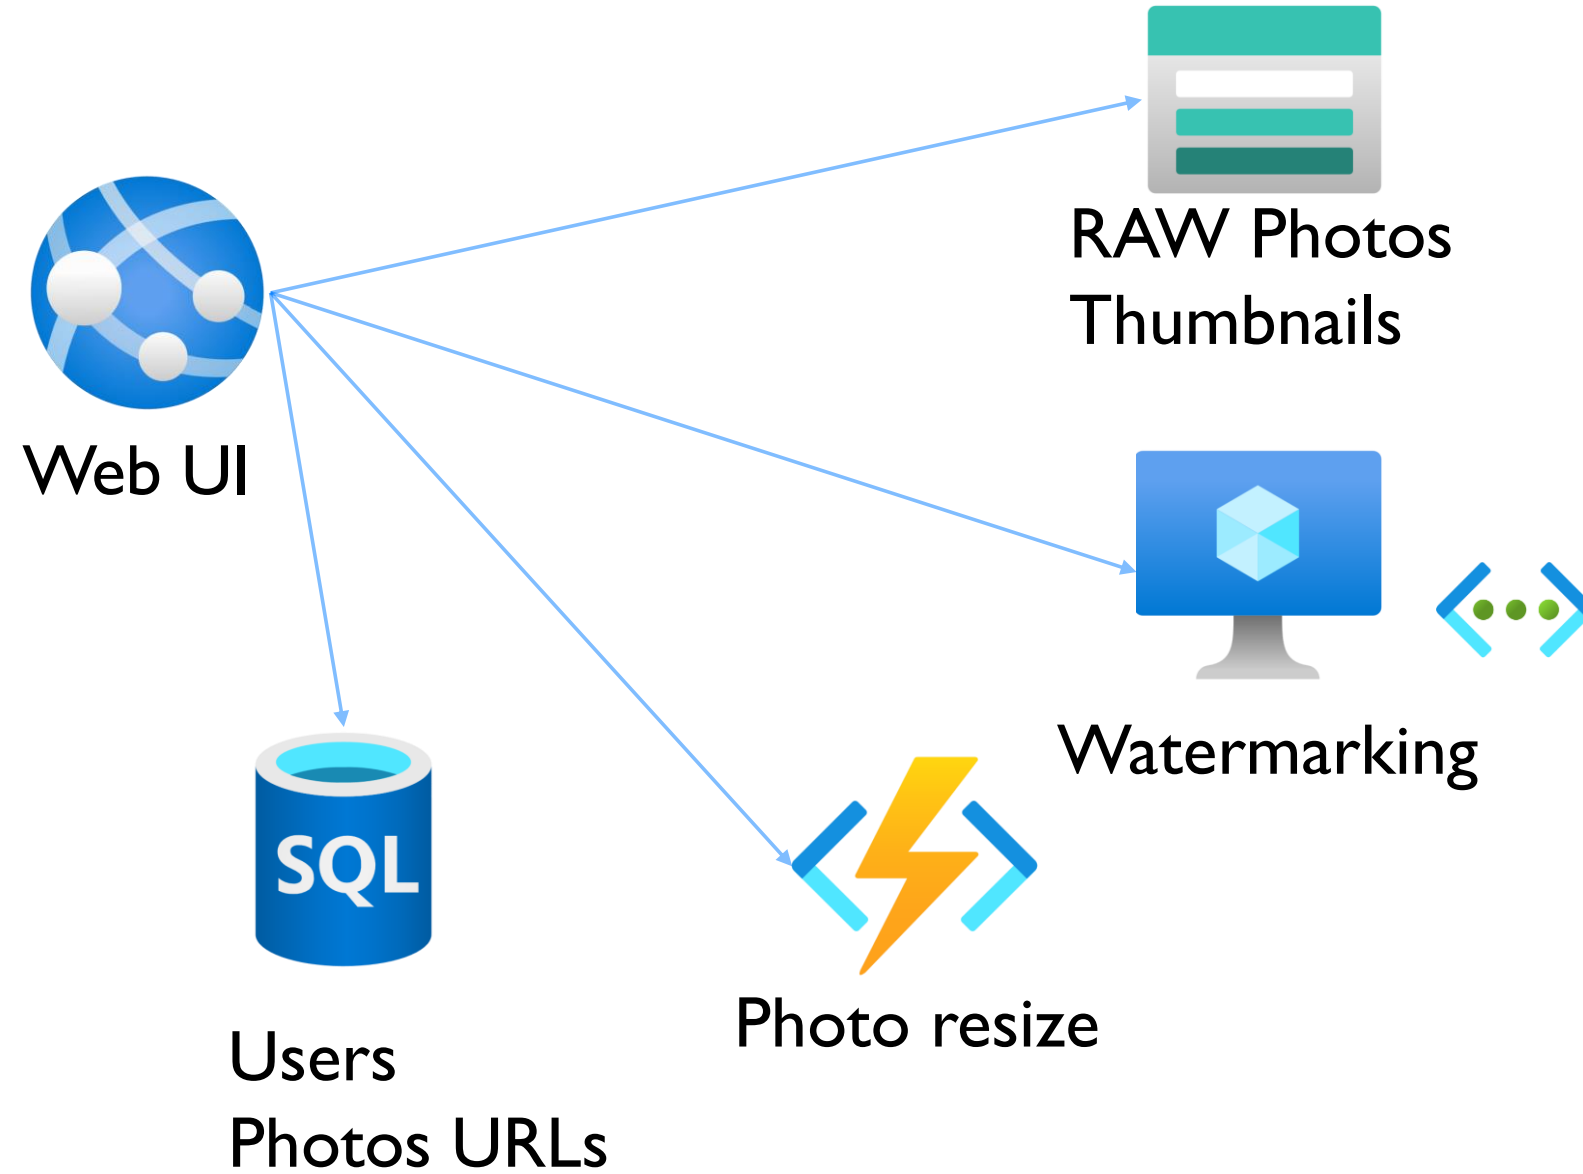 RAW Photos
Thumbnails
Web UI
Watermarking
SQL
Photo resize
Users
Photos URLs